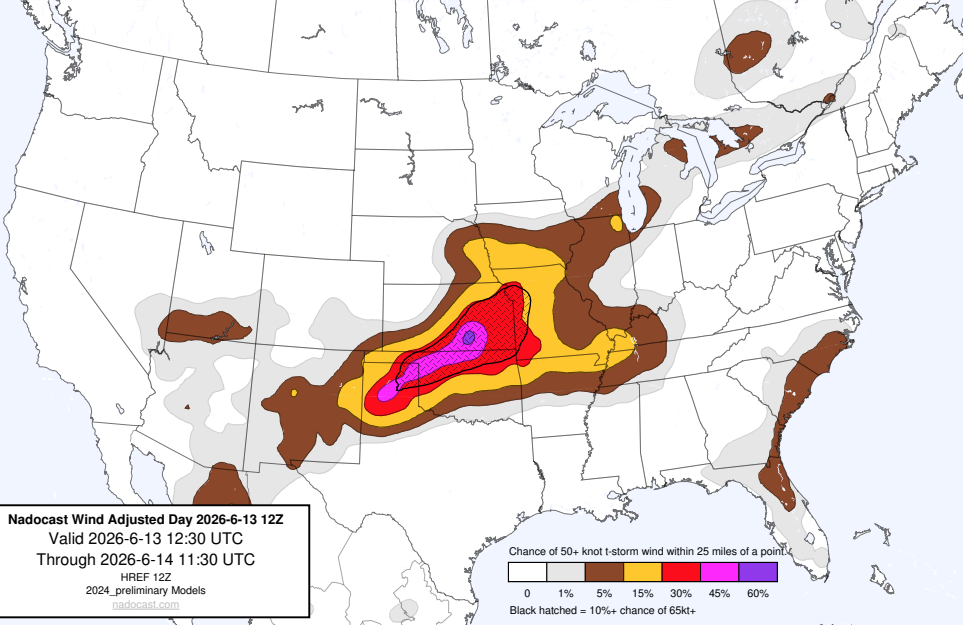 Nadocast Wind Adjusted Day 2026-6-13 12Z
Valid 2026-6-13 12:30 UTC
Through 2026-6-14 11:30 UTC
HREF 12Z
2024_preliminary Models
nadocast.com
Chance of 50+ knot t-storm wind within 25 miles of a point.
0 1% 5% 15% 30% 45% 60%
Black hatched = 10%+ chance of 65kt+